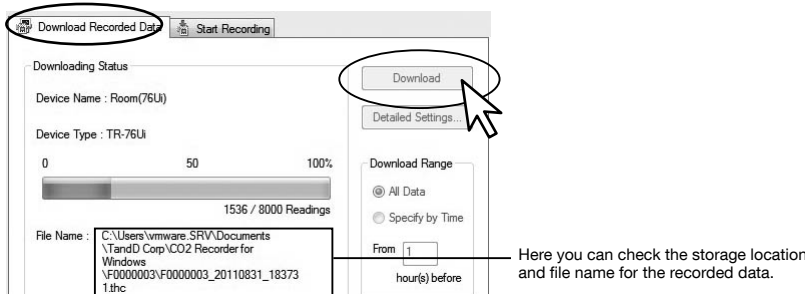 Download Recorded Data
Start Recording
Downloading Status
Device Name : Room(76Ui)
Device Type : TR-76Ui
0 50 100%
1536 / 8000 Readings
File Name : C:\Users\vmware.SRV\Documents
\TandD Corp\CO2 Recorder for
Windows
\F0000003\F0000003_20110831_18373
1.thc
Download
Detailed Settings...
Download Range
All Data
Specify by Time
From 1
hour(s) before
Here you can check the storage location
and file name for the recorded data.